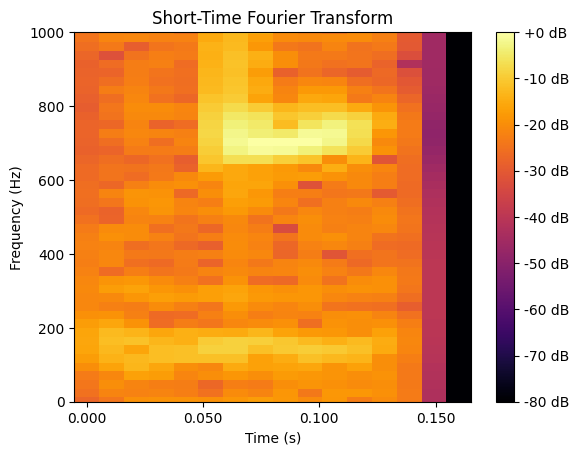 Short-Time Fourier Transform
1000
800
600
400
200
0
Frequency (Hz)
0.000
0.050
0.100
0.150
Time (s)
+0 dB
-10 dB
-20 dB
-30 dB
-40 dB
-50 dB
-60 dB
-70 dB
-80 dB